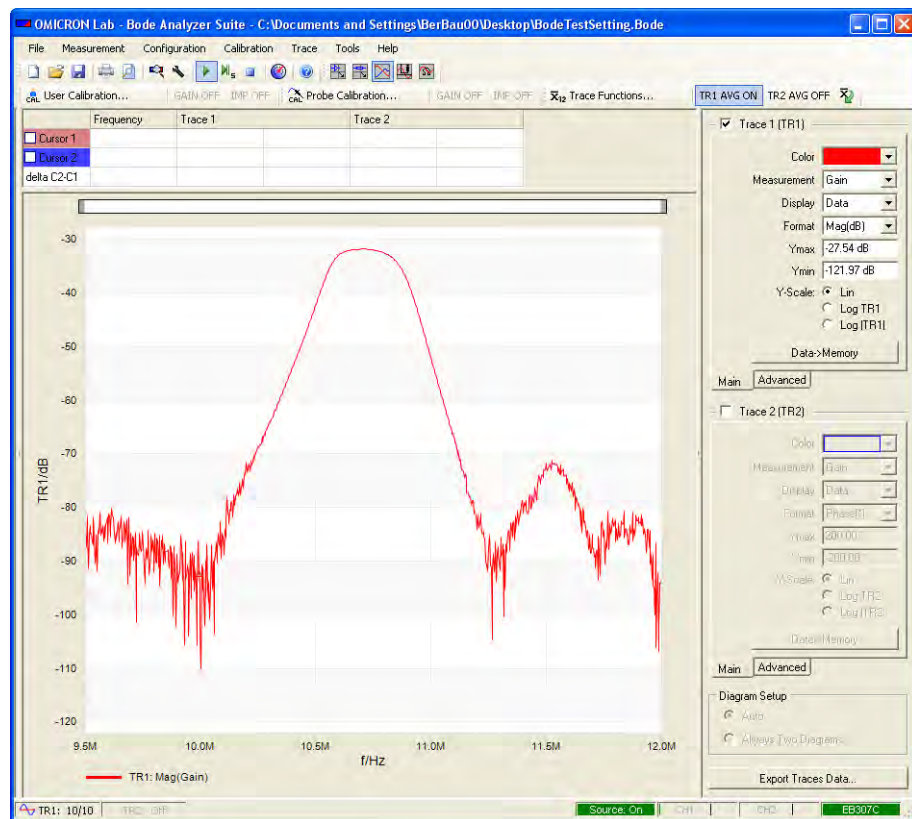 OMICRON Lab - Bode Analyzer Suite - C:\Documents and Settings\BerBau00\Desktop\BodeTestSetting.Bode
File Measurement Configuration Calibration Trace Tools Help
CAL User Calibration... GAIN OFF IMP OFF CAL Probe Calibration... GAIN OFF IMP OFF X12 Trace Functions... TR1 AVG ON TR2 AVG OFF
Frequency Trace 1 Trace 2
Cursor 1
Cursor 2
delta C2-C1
Trace 1 (TR1)
Color
Measurement Gain
Display Data
Format Mag(dB)
Ymax -27.54 dB
Ymin -121.97 dB
Y-Scale: Lin
Log TR1
Log |TR1|
Data->Memory
Main Advanced
Trace 2 (TR2)
Color
Measurement Gain
Display Data
Format Phase(°)
Ymax 200.00
Ymin -200.00
Y-Scale: Lin
Log TR2
Log |TR2|
Data->Memory
Main Advanced
Diagram Setup
Auto
Always Two Diagrams
Export Traces Data...
TR1/dB
-30
-40
-50
-60
-70
-80
-90
-100
-110
-120
9.5M 10.0M 10.5M 11.0M 11.5M 12.0M
f/Hz
TR1: Mag(Gain)
TR1: 10/10 TR2: Off Source: On CH1 CH2 EB307C